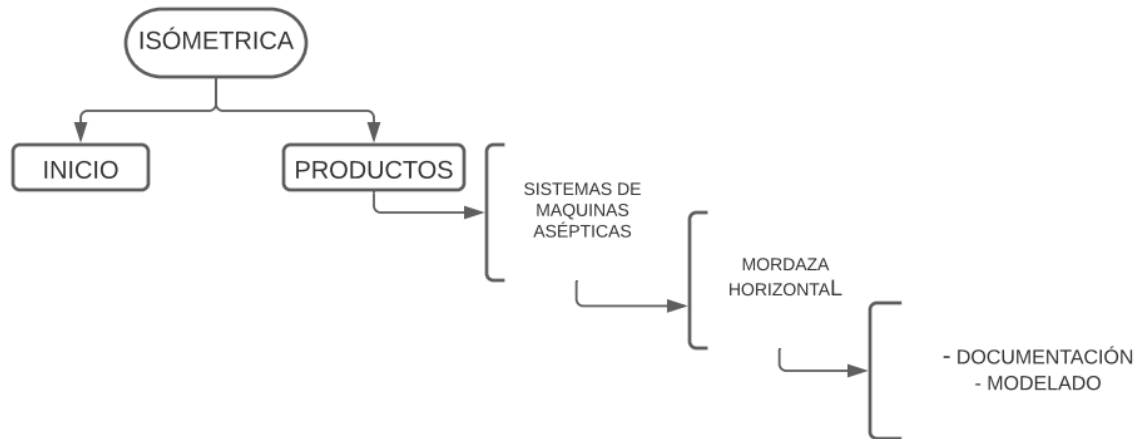 ISÓMETRICA
INICIO
PRODUCTOS
SISTEMAS DE
MAQUINAS
ASÉPTICAS
MORDAZA
HORIZONTAL
- DOCUMENTACIÓN
- MODELADO